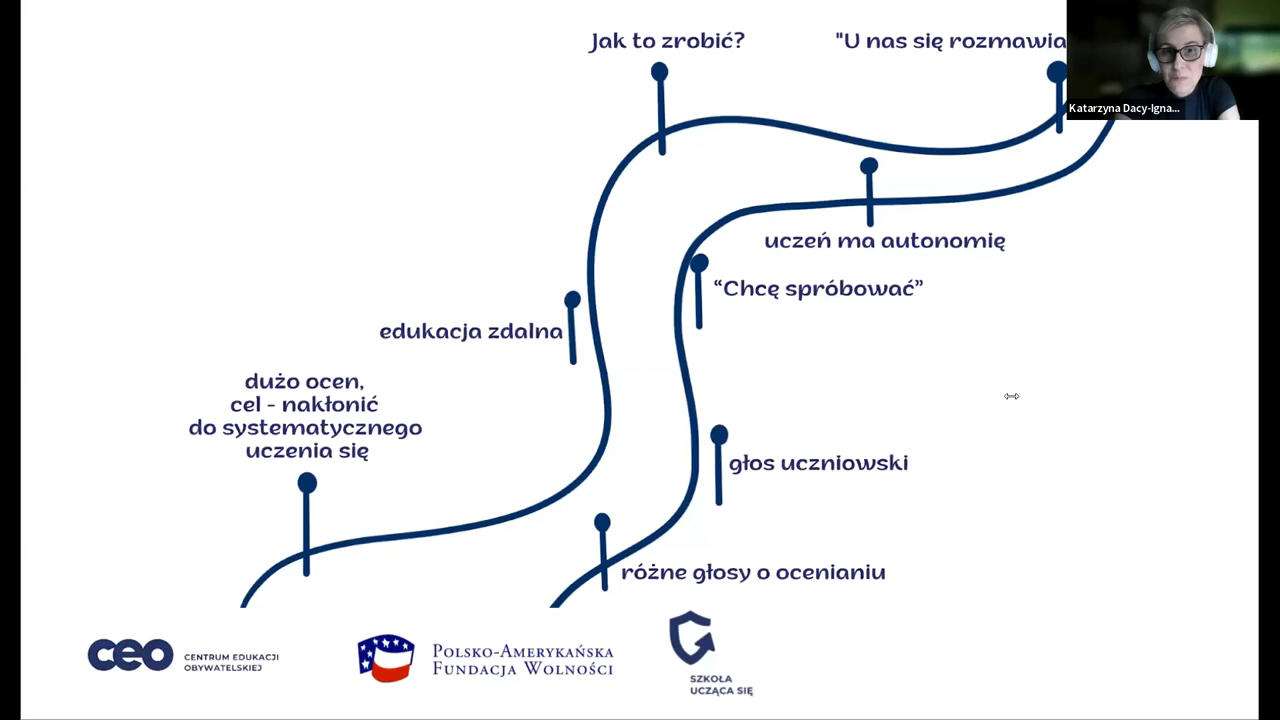 Jak to zrobić?
"U nas się rozmawia
Katarzyna Dacy-Igna...
uczeń ma autonomię
“Chcę spróbować”
edukacja zdalna
dużo ocen,
cel - nakłonić
do systematycznego
uczenia się
głos uczniowski
różne głosy o ocenianiu
ceo
CENTRUM EDUKACJI
OBYWATELSKIEJ
POLSKO-AMERYKAŃSKA
FUNDACJA WOLNOŚCI
SZKOŁA
UCZĄCA SIĘ